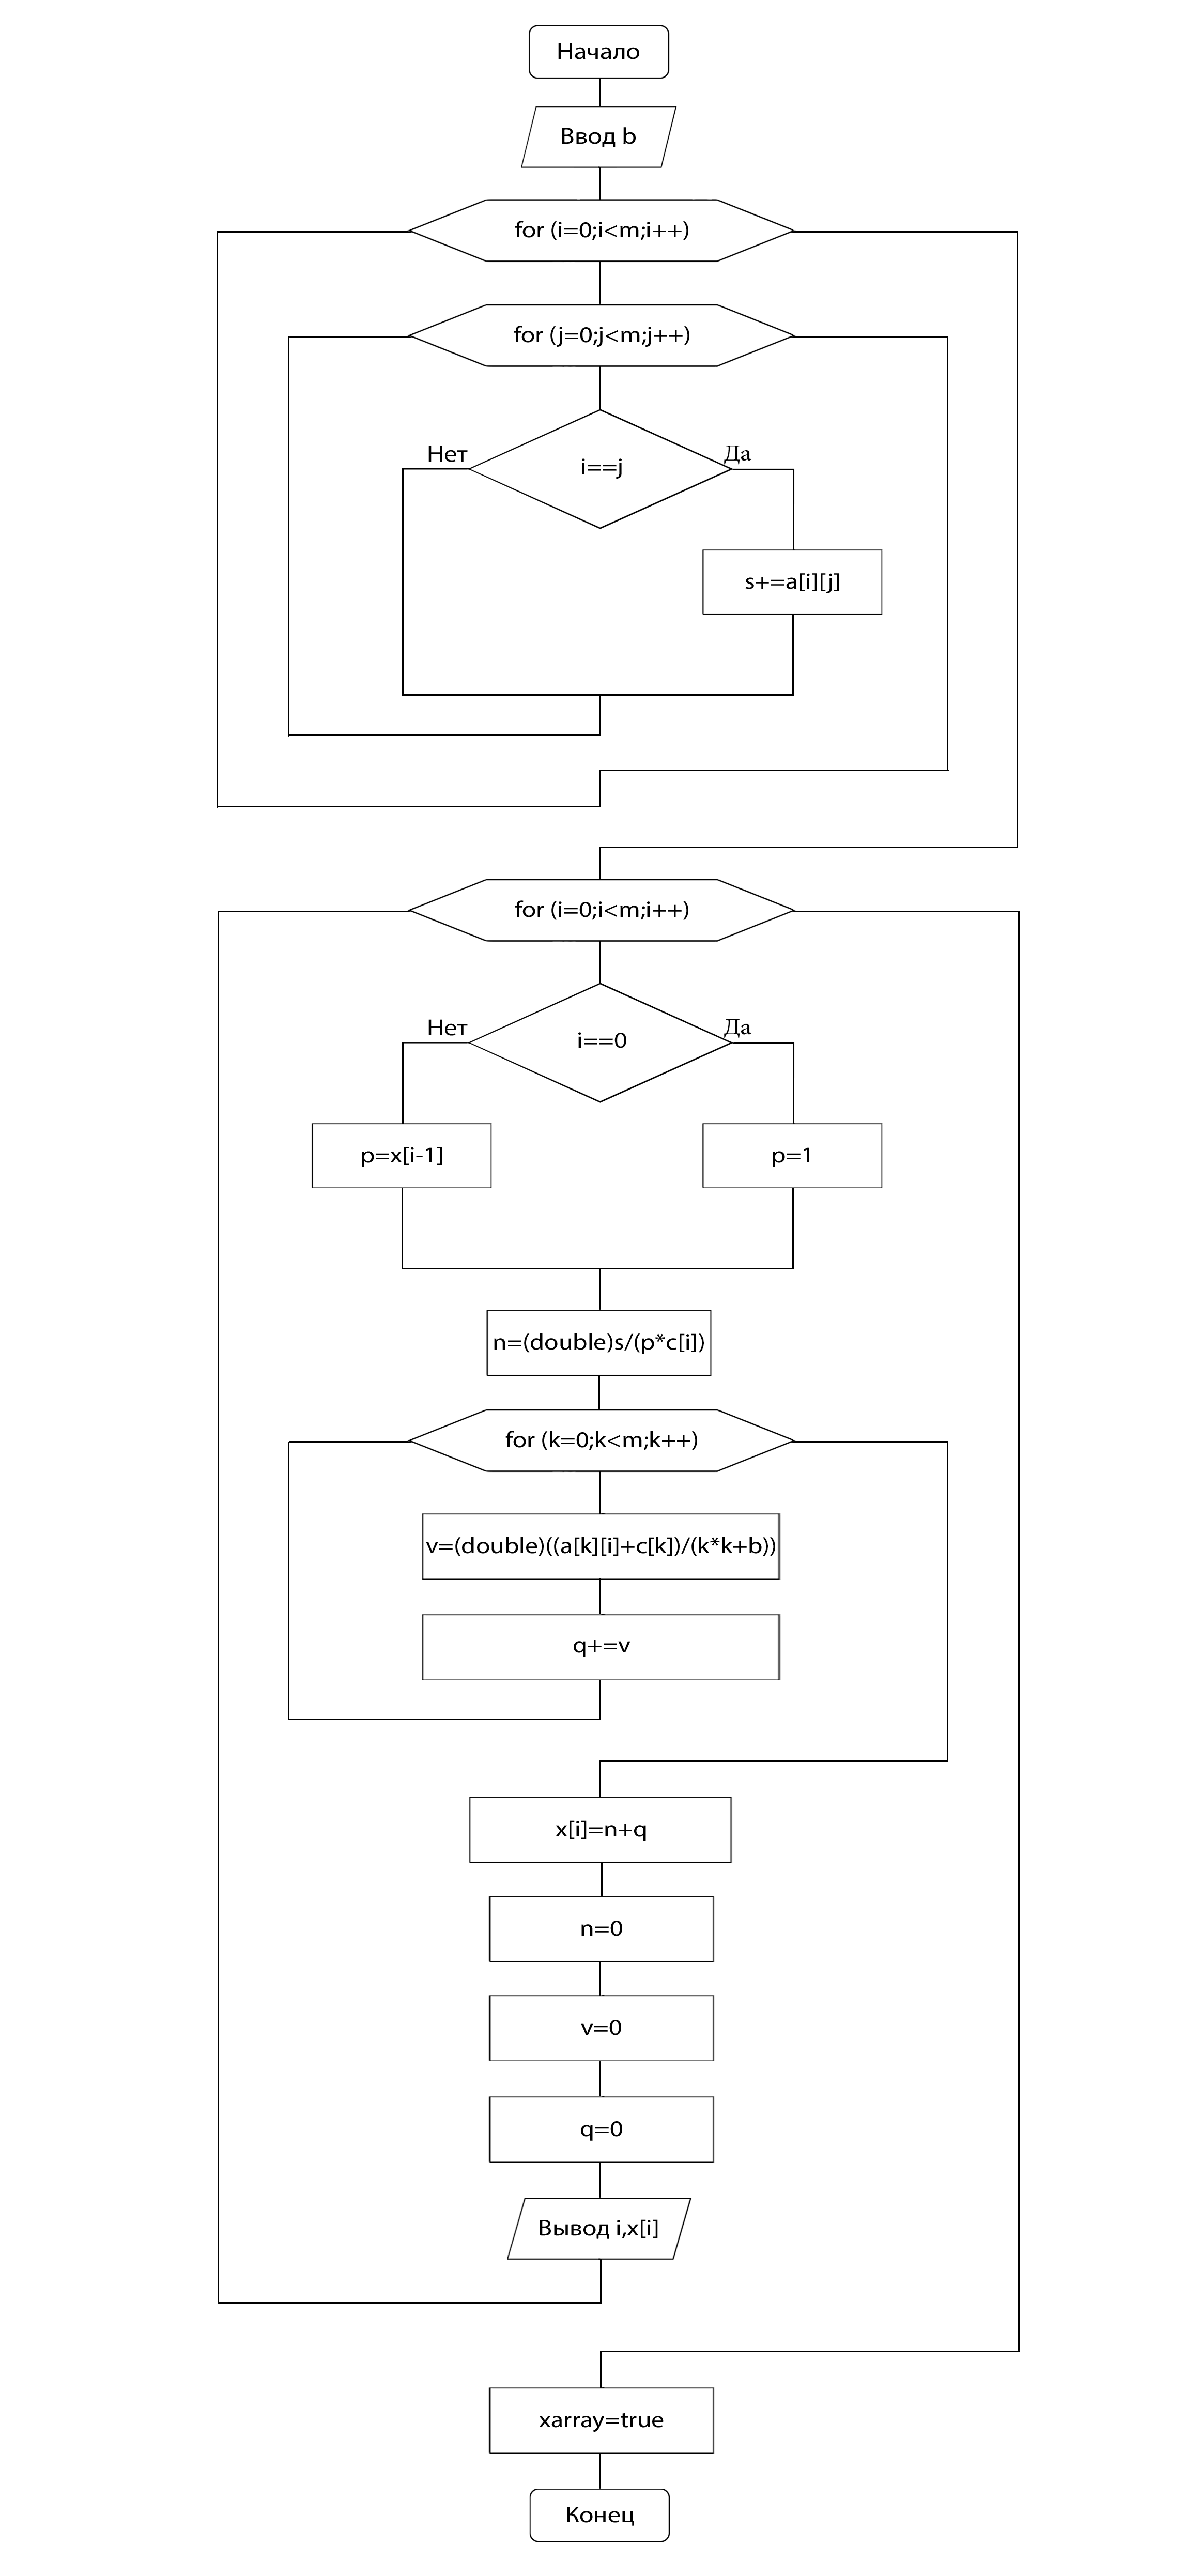 Начало
Ввод b
for (i=0;i<m;i++)
for (j=0;j<m;j++)
Нет
Да
i==j
s+=a[i][j]
for (i=0;i<m;i++)
Нет
Да
i==0
p=x[i-1]
p=1
n=(double)s/(p*c[i])
for (k=0;k<m;k++)
v=(double)((a[k][i]+c[k])/(k*k+b))
q+=v
x[i]=n+q
n=0
v=0
q=0
Вывод i,x[i]
xarray=true
Конец